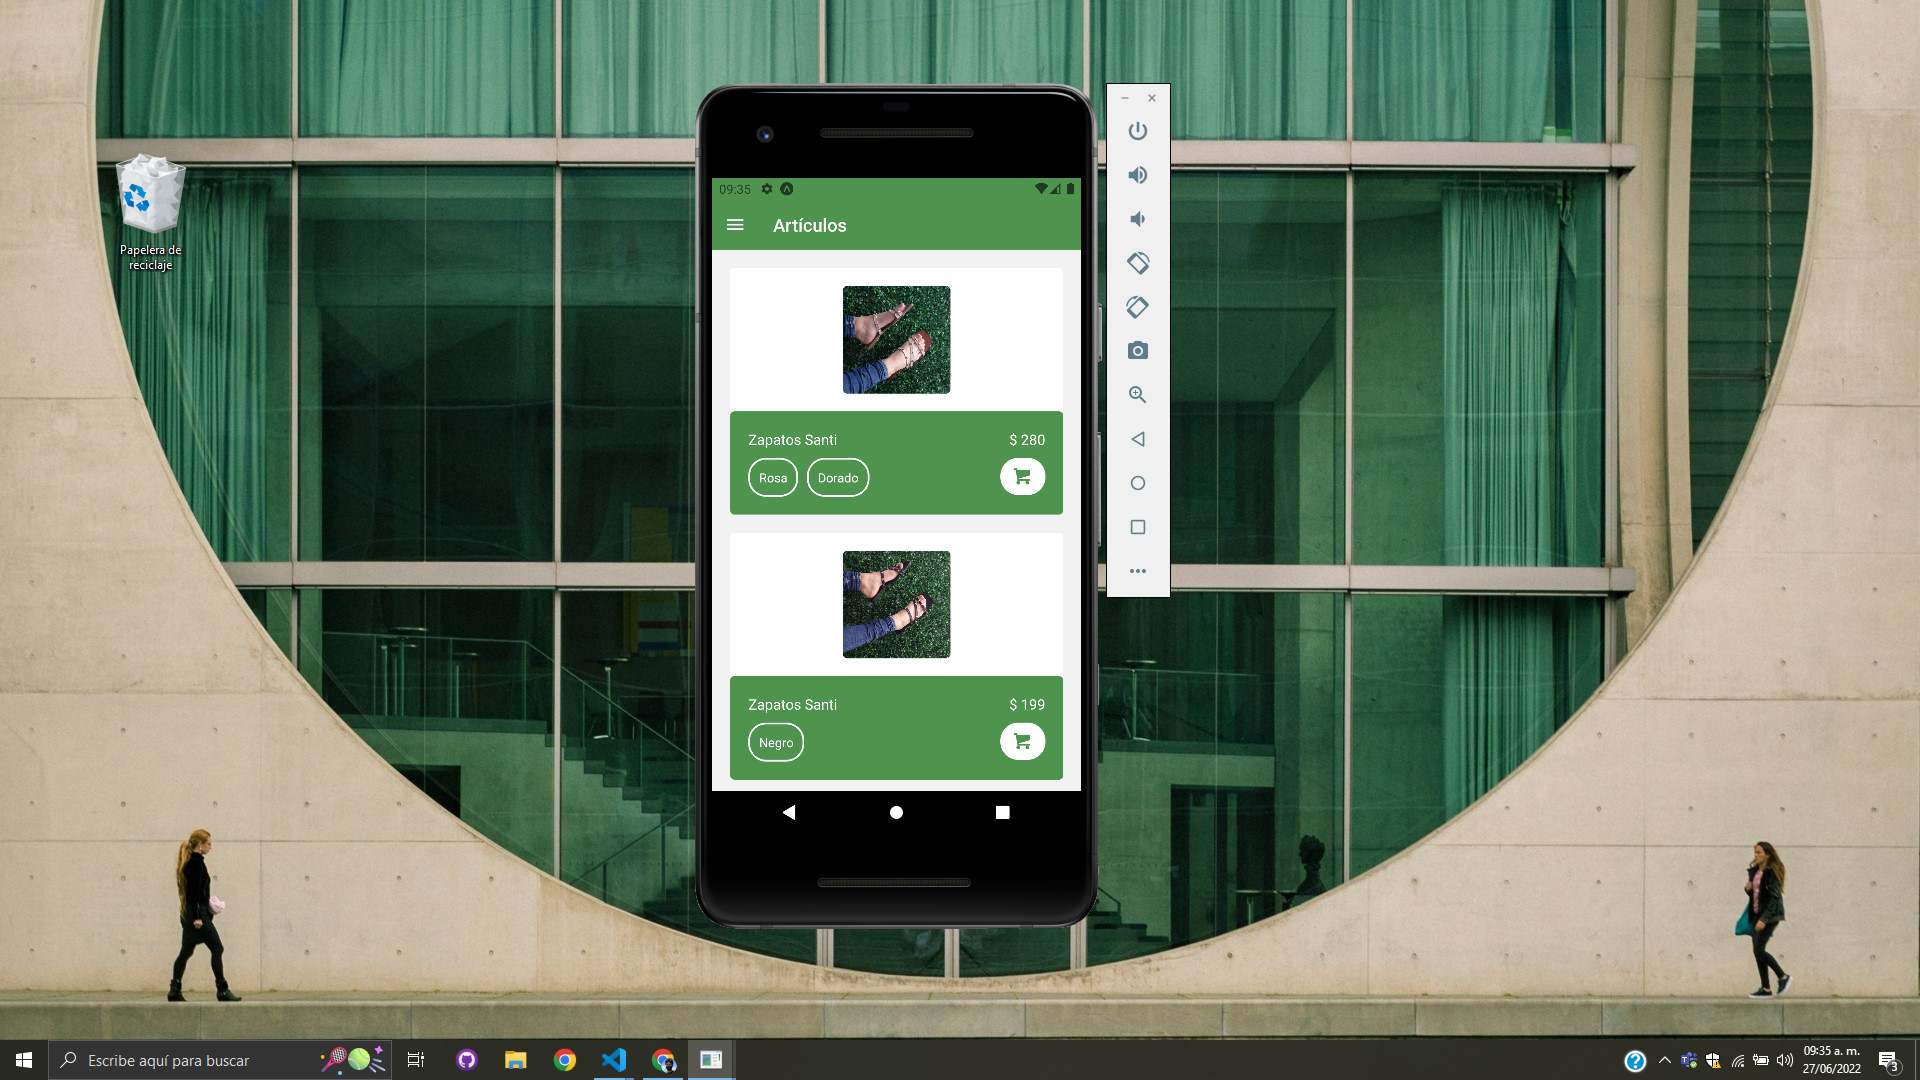 Papelera de
reciclaje
09:35
Artículos
Zapatos Santi
$ 280
Rosa
Dorado
Zapatos Santi
$ 199
Negro
Escribe aquí para buscar
09:35 a. m.
27/06/2022
3